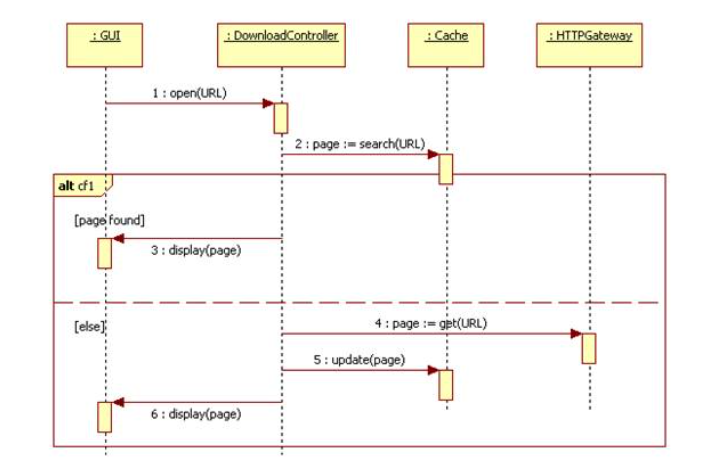 : GUI
: DownloadController
: Cache
: HTTPGateway
1 : open(URL)
2 : page := search(URL)
alt cf1
[page found]
3 : display(page)
[else]
4 : page := get(URL)
5 : update(page)
6 : display(page)